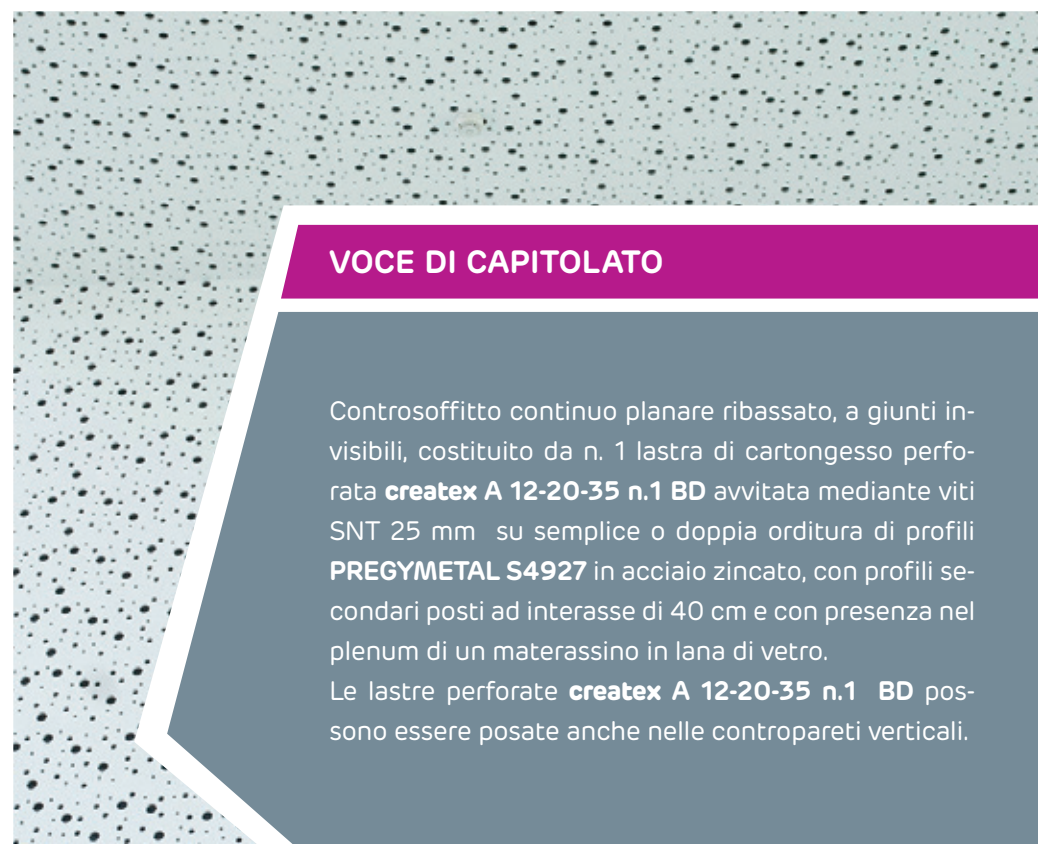 VOCE DI CAPITOLATO
Controsoffitto continuo planare ribassato, a giunti in-
visibili, costituito da n. 1 lastra di cartongesso perfo-
rata createx A 12-20-35 n.1 BD avvitata mediante viti
SNT 25 mm  su semplice o doppia orditura di profili
PREGYMETAL S4927 in acciaio zincato, con profili se-
condari posti ad interasse di 40 cm e con presenza nel
plenum di un materassino in lana di vetro.
Le lastre perforate createx A 12-20-35 n.1  BD pos-
sono essere posate anche nelle contropareti verticali.